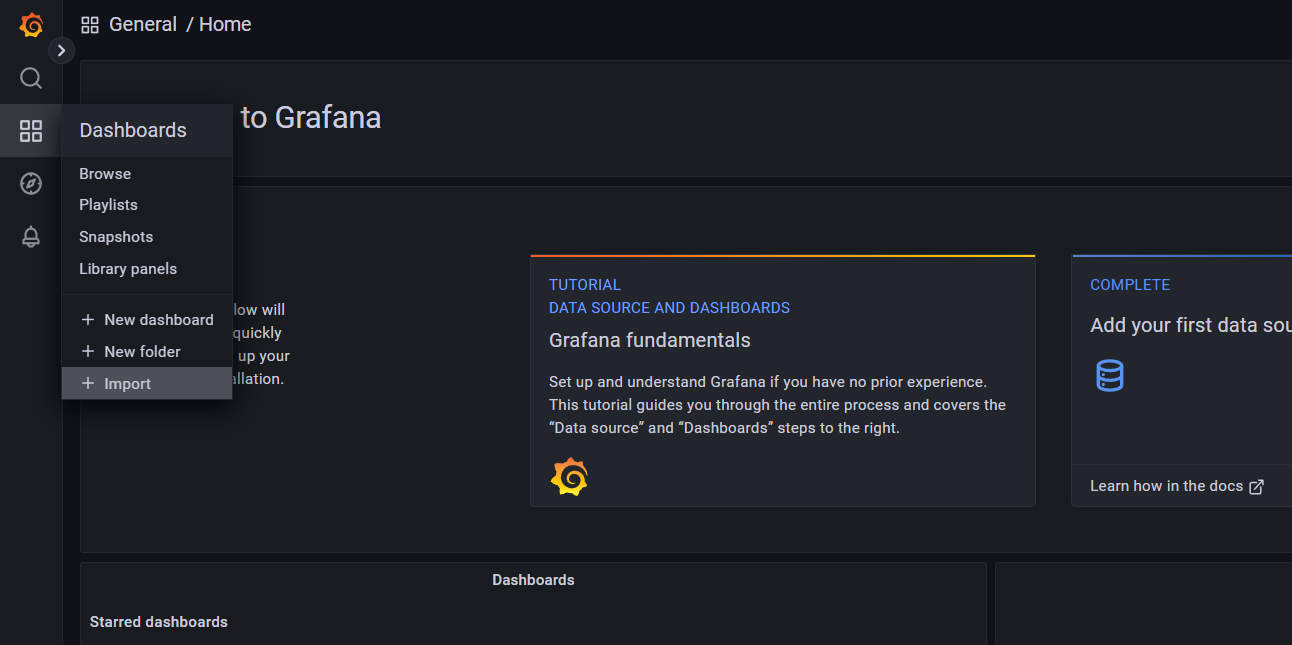 General / Home
to Grafana
Dashboards
Browse
Playlists
Snapshots
Library panels
+ New dashboard
+ New folder
+ Import
low will
quickly
up your
allation.
TUTORIAL
DATA SOURCE AND DASHBOARDS
Grafana fundamentals
Set up and understand Grafana if you have no prior experience.
This tutorial guides you through the entire process and covers the
“Data source” and “Dashboards” steps to the right.
COMPLETE
Add your first data sou
Learn how in the docs
Dashboards
Starred dashboards